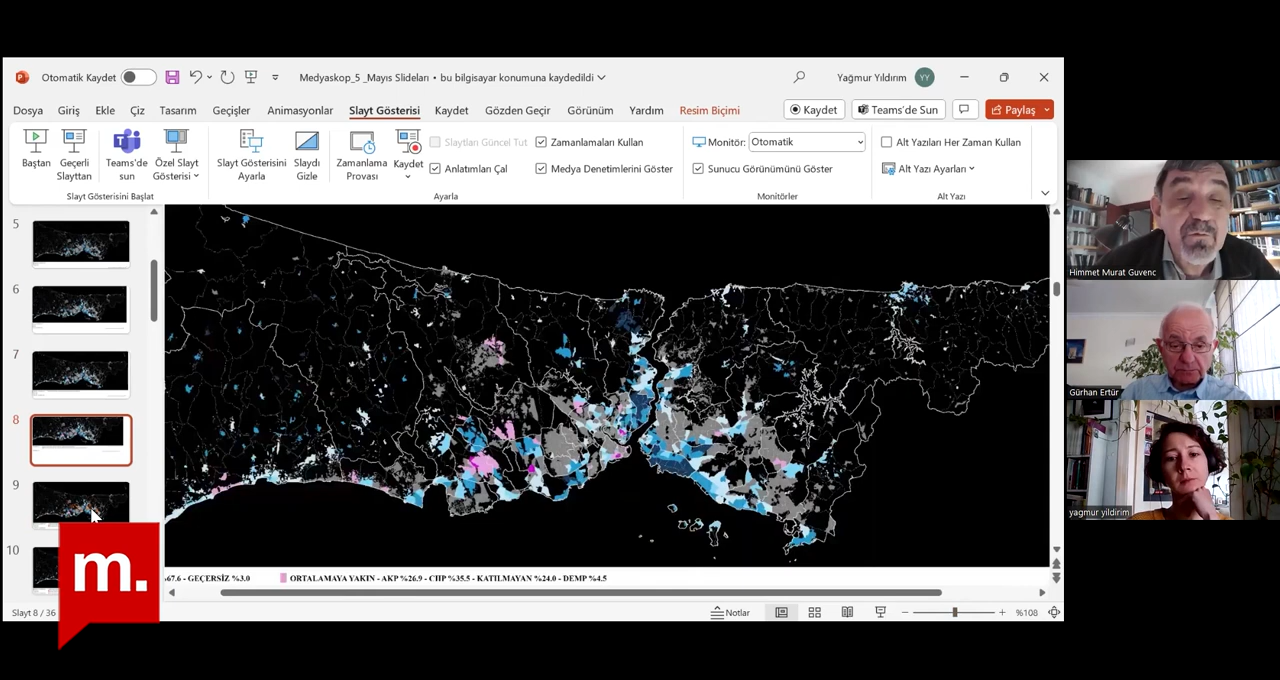 Otomatik Kaydet
Medyaskop_5 _Mayıs Slideları • bu bilgisayar konumuna kaydedildi
Yağmur Yıldırım
YY
Dosya Giriş Ekle Çiz Tasarım Geçişler Animasyonlar Slayt Gösterisi Kaydet Gözden Geçir Görünüm Yardım Resim Biçimi
Kaydet
Teams'de Sun
Paylaş
Baştan
Geçerli Slayttan
Teams'de sun
Özel Slayt Gösterisi
Slayt Gösterisini Başlat
Slayt Gösterisini Ayarla
Slaydı Gizle
Zamanlama Provası
Kaydet
Slaytları Güncel Tut
Anlatımları Çal
Zamanlamaları Kullan
Medya Denetimlerini Göster
Ayarla
Monitör: Otomatik
Sunucu Görünümünü Göster
Monitörler
Alt Yazıları Her Zaman Kullan
Alt Yazı Ayarları
Alt Yazı
5
6
7
8
9
10
%67.6 - GEÇERSİZ %3.0
ORTALAMAYA YAKIN - AKP %26.9 - CHP %35.5 - KATILMAYAN %24.0 - DEMP %4.5
Slayt 8 / 36
Notlar
%108
m.
Himmet Murat Guvenc
Gürhan Ertür
yagmur yildirim